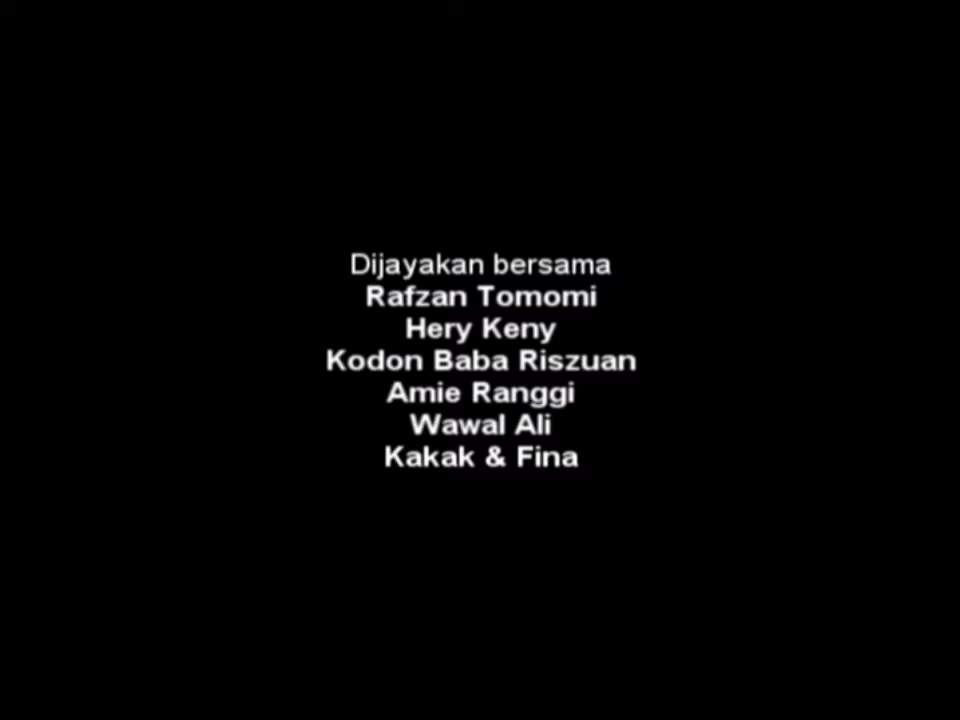 Dijayakan bersama
Rafzan Tomomi
Hery Keny
Kodon Baba Riszuan
Amie Ranggi
Wawal Ali
Kakak & Fina